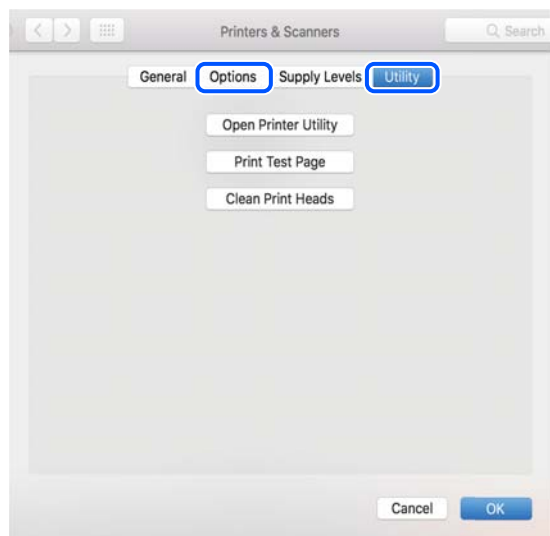 Printers & Scanners Search
General Options Supply Levels Utility
Open Printer Utility
Print Test Page
Clean Print Heads
Cancel OK